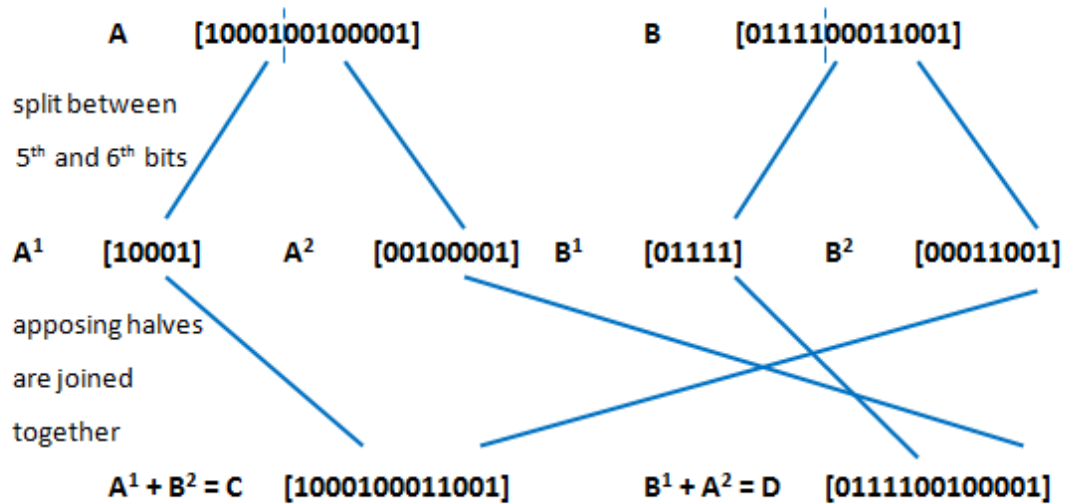 A [1000100100001] B [0111100011001]
split between
5th and 6th bits
A1 [10001] A2 [00100001] B1 [01111] B2 [00011001]
apposing halves
are joined
together
A1 + B2 = C [1000100011001] B1 + A2 = D [0111100100001]